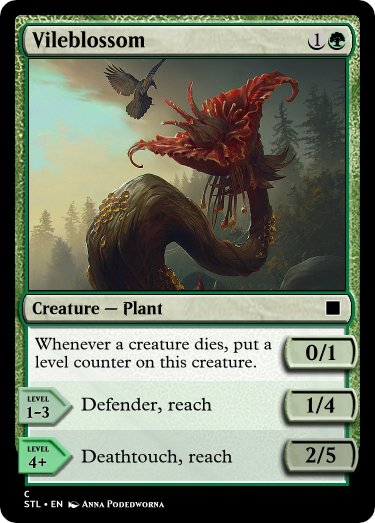 Vileblossom 1
Creature — Plant
Whenever a creature dies, put a
level counter on this creature.
0/1
LEVEL
1-3
Defender, reach
1/4
LEVEL
4+
Deathtouch, reach
2/5
C
STL • EN Anna Podedworna